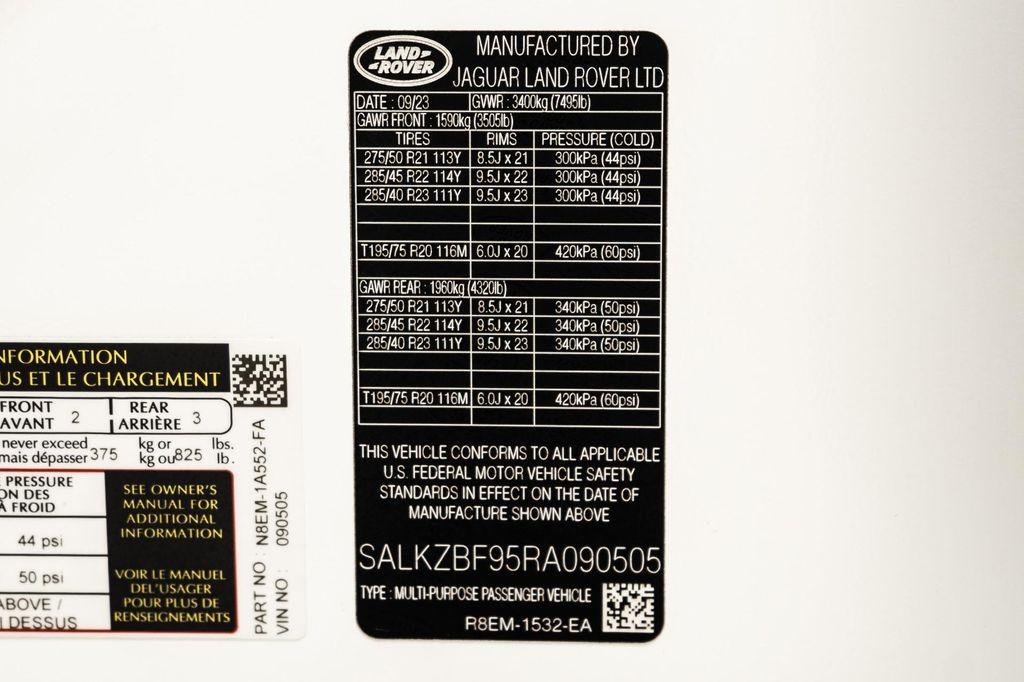 LAND-
-ROVER
MANUFACTURED BY
JAGUAR LAND ROVER LTD
DATE : 09/23 GVWR : 3400kg (7495lb)
GAWR FRONT : 1590kg (3505lb)
TIRES RIMS PRESSURE (COLD)
275/50 R21 113Y 8.5J x 21 300kPa (44psi)
285/45 R22 114Y 9.5J x 22 300kPa (44psi)
285/40 R23 111Y 9.5J x 23 300kPa (44psi)
T195/75 R20 116M 6.0J x 20 420kPa (60psi)
GAWR REAR : 1960kg (4320lb)
275/50 R21 113Y 8.5J x 21 340kPa (50psi)
285/45 R22 114Y 9.5J x 22 340kPa (50psi)
285/40 R23 111Y 9.5J x 23 340kPa (50psi)
T195/75 R20 116M 6.0J x 20 420kPa (60psi)
THIS VEHICLE CONFORMS TO ALL APPLICABLE
U.S. FEDERAL MOTOR VEHICLE SAFETY
STANDARDS IN EFFECT ON THE DATE OF
MANUFACTURE SHOWN ABOVE
SALKZBF95RA090505
TYPE : MULTI-PURPOSE PASSENGER VEHICLE
R8EM-1532-EA
NFORMATION
US ET LE CHARGEMENT
FRONT 2 REAR 3
AVANT ARRIÈRE
never exceed 375 kg or 825 lbs.
mais dépasser kg ou lb.
PRESSURE
ON DES
À FROID
44 psi
50 psi
ABOVE /
I DESSUS
SEE OWNER'S
MANUAL FOR
ADDITIONAL
INFORMATION
VOIR LE MANUEL
DEL'USAGER
POUR PLUS DE
RENSEIGNEMENTS
PART NO : N8EM-1A552-FA
VIN NO : 090505